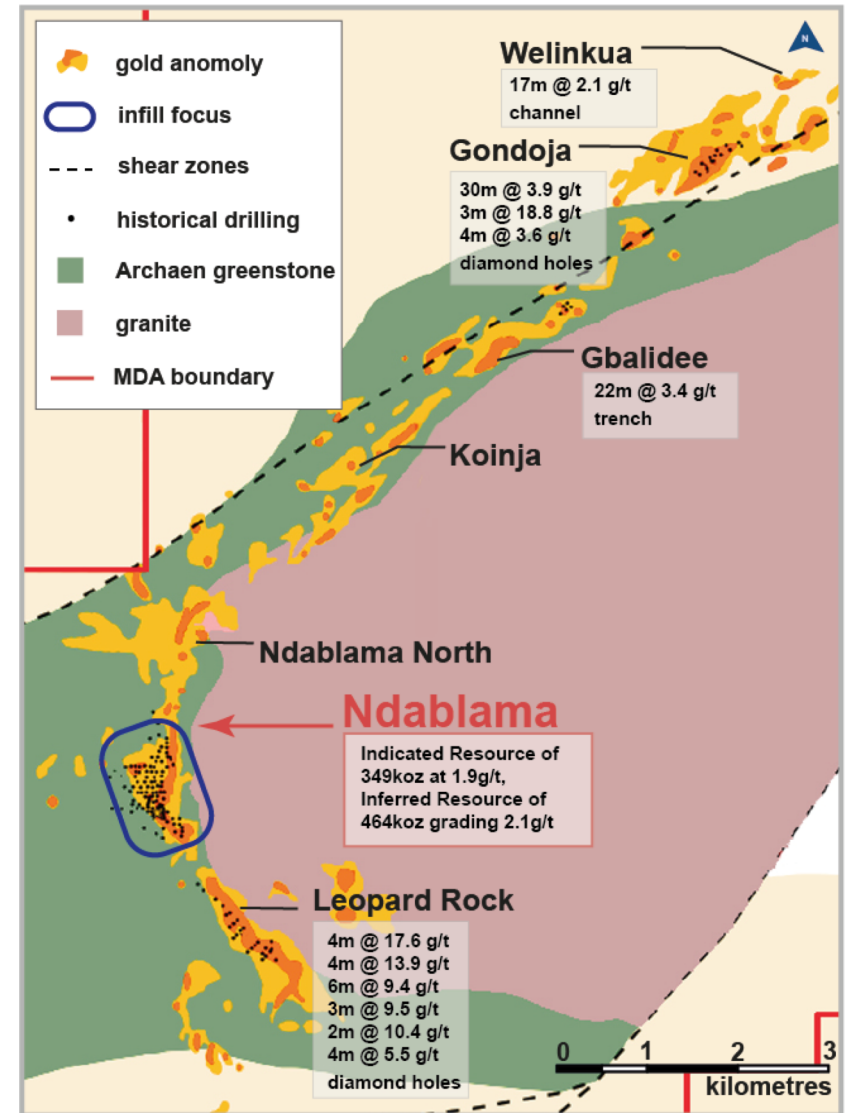 gold anomoly
infill focus
shear zones
historical drilling
Archaen greenstone
granite
MDA boundary
N
Welinkua
17m @ 2.1 g/t
channel
Gondoja
30m @ 3.9 g/t
3m @ 18.8 g/t
4m @ 3.6 g/t
diamond holes
Gbalidee
22m @ 3.4 g/t
trench
Koinja
Ndablama North
Ndablama
Indicated Resource of
349koz at 1.9g/t,
Inferred Resource of
464koz grading 2.1g/t
Leopard Rock
4m @ 17.6 g/t
4m @ 13.9 g/t
6m @ 9.4 g/t
3m @ 9.5 g/t
2m @ 10.4 g/t
4m @ 5.5 g/t
diamond holes
0 1 2 3
kilometres